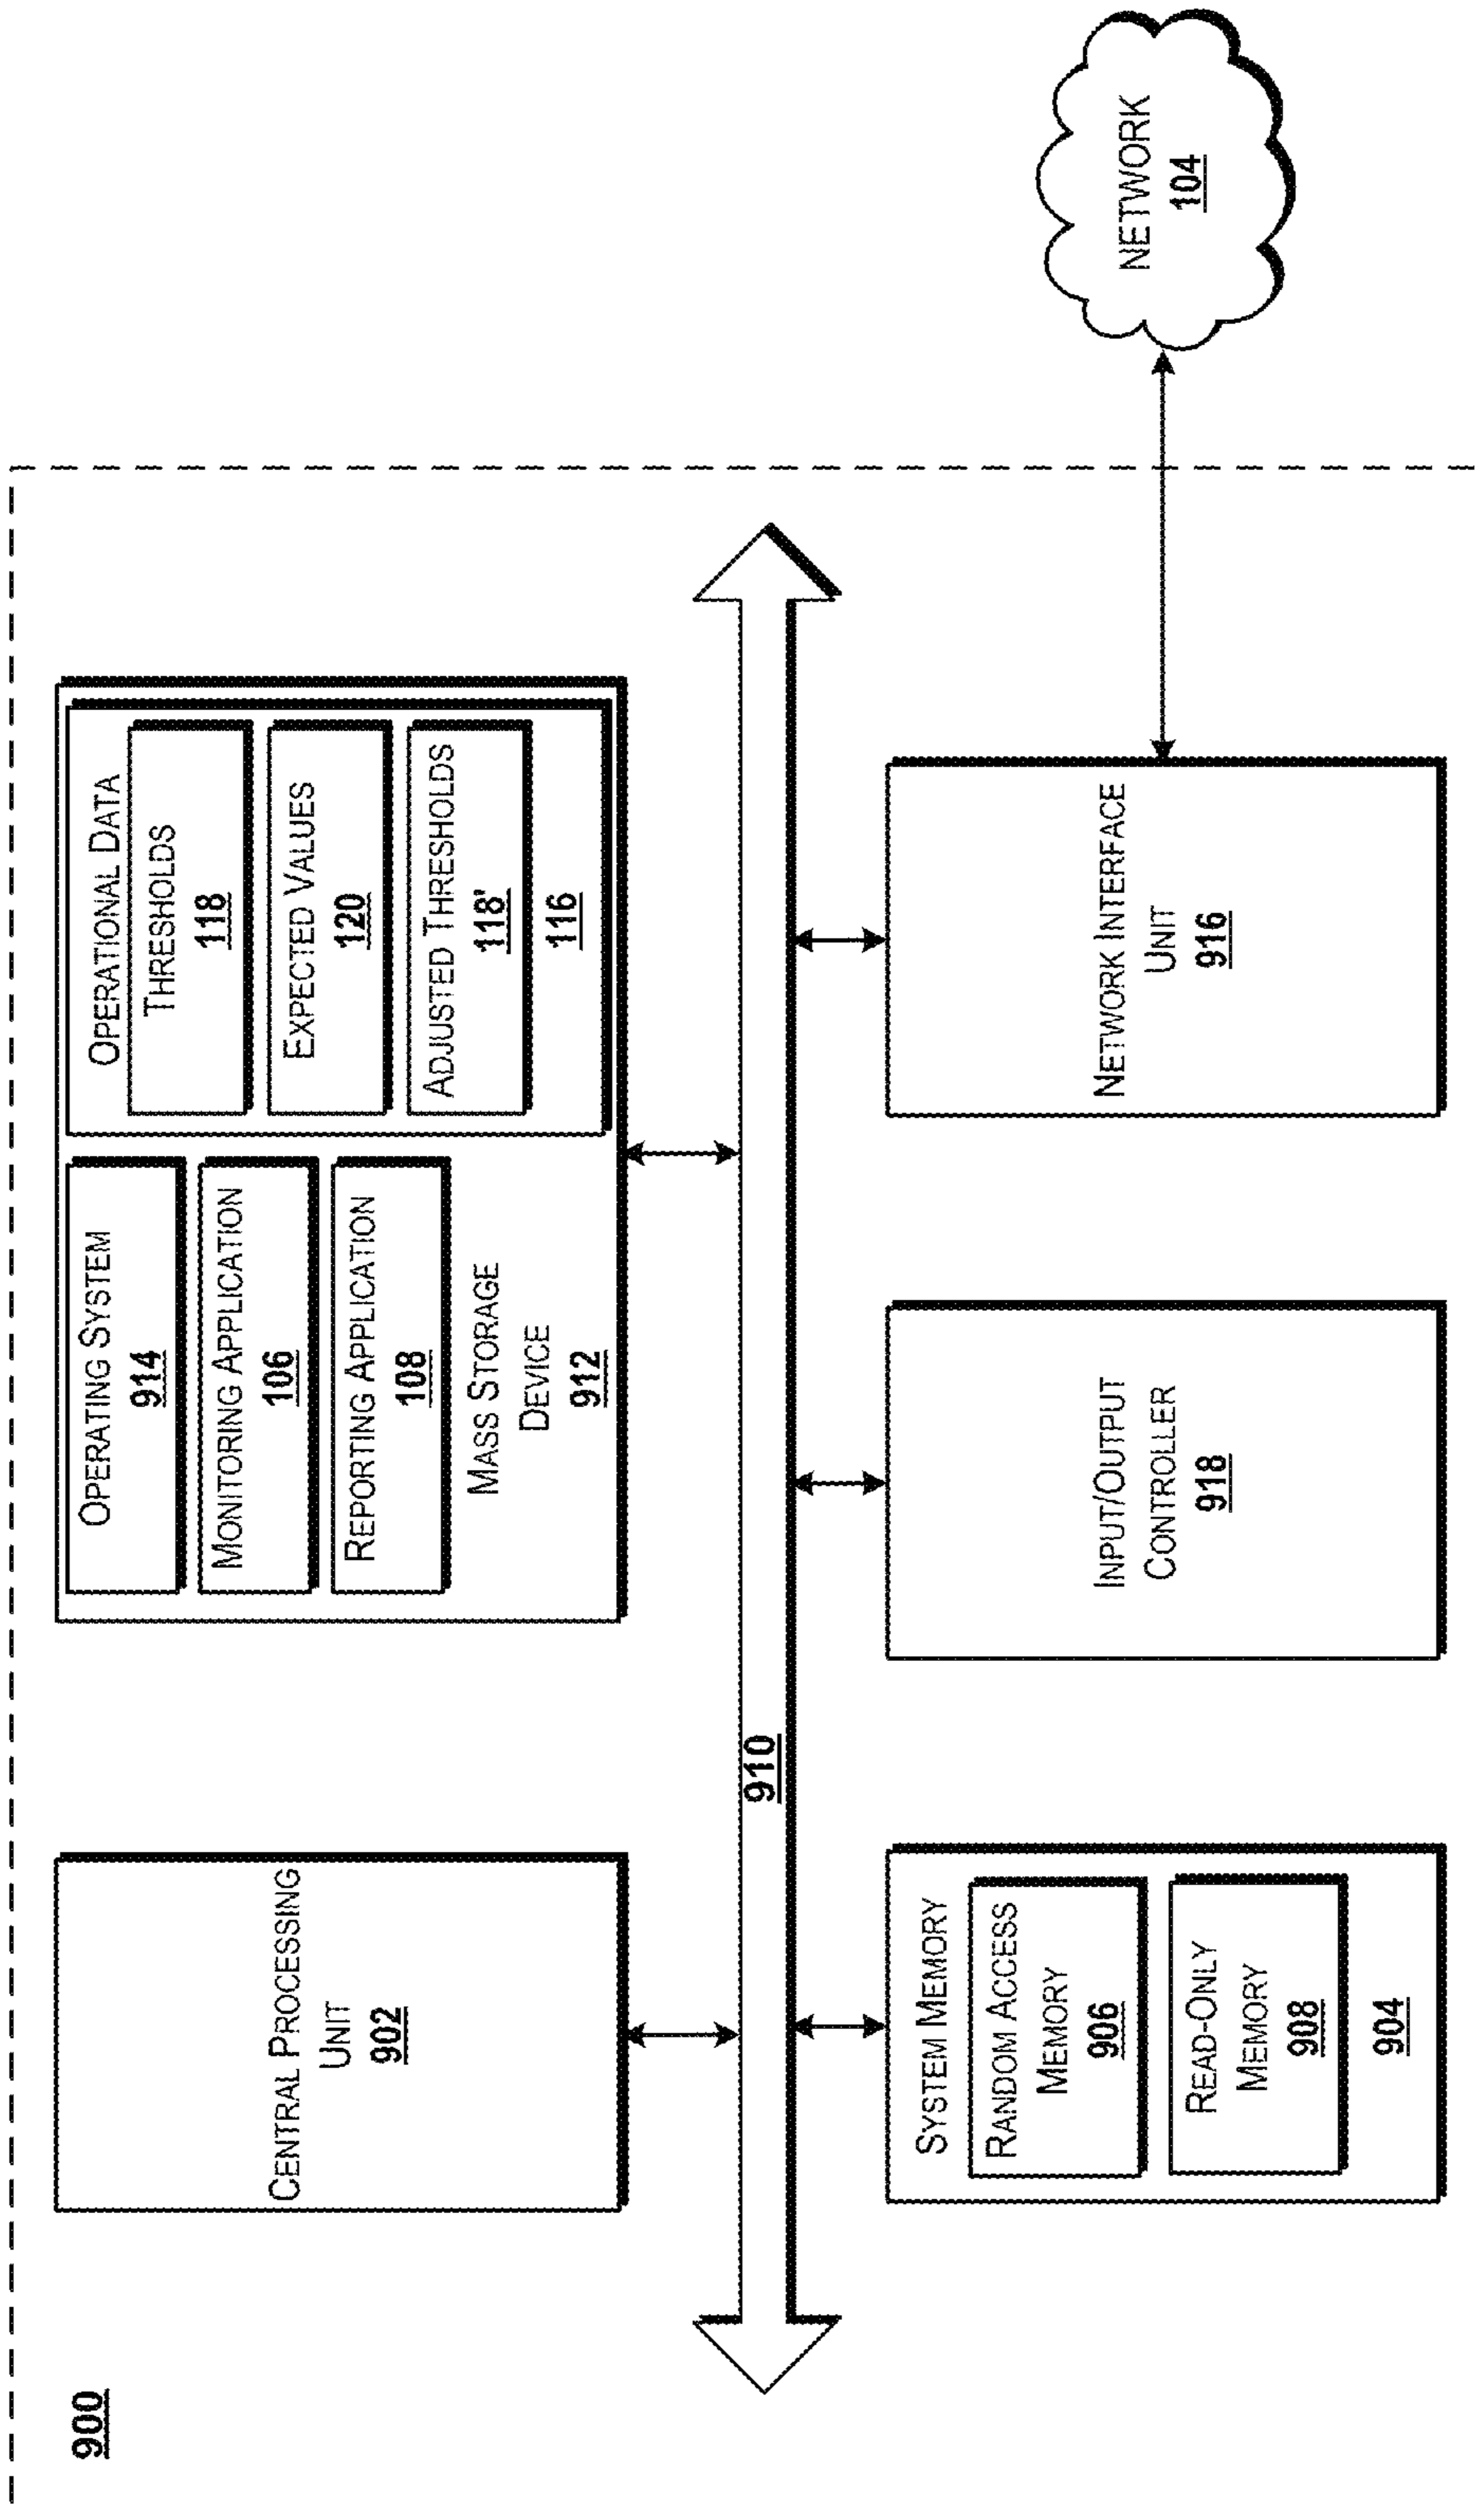 900
CENTRAL PROCESSING
UNIT
902
OPERATING SYSTEM
914
MONITORING APPLICATION
106
REPORTING APPLICATION
108
MASS STORAGE
DEVICE
912
OPERATIONAL DATA
THRESHOLDS
118
EXPECTED VALUES
120
ADJUSTED THRESHOLDS
118'
116
910
SYSTEM MEMORY
RANDOM ACCESS
MEMORY
906
READ-ONLY
MEMORY
908
904
INPUT/OUTPUT
CONTROLLER
918
NETWORK INTERFACE
UNIT
916
NETWORK
104